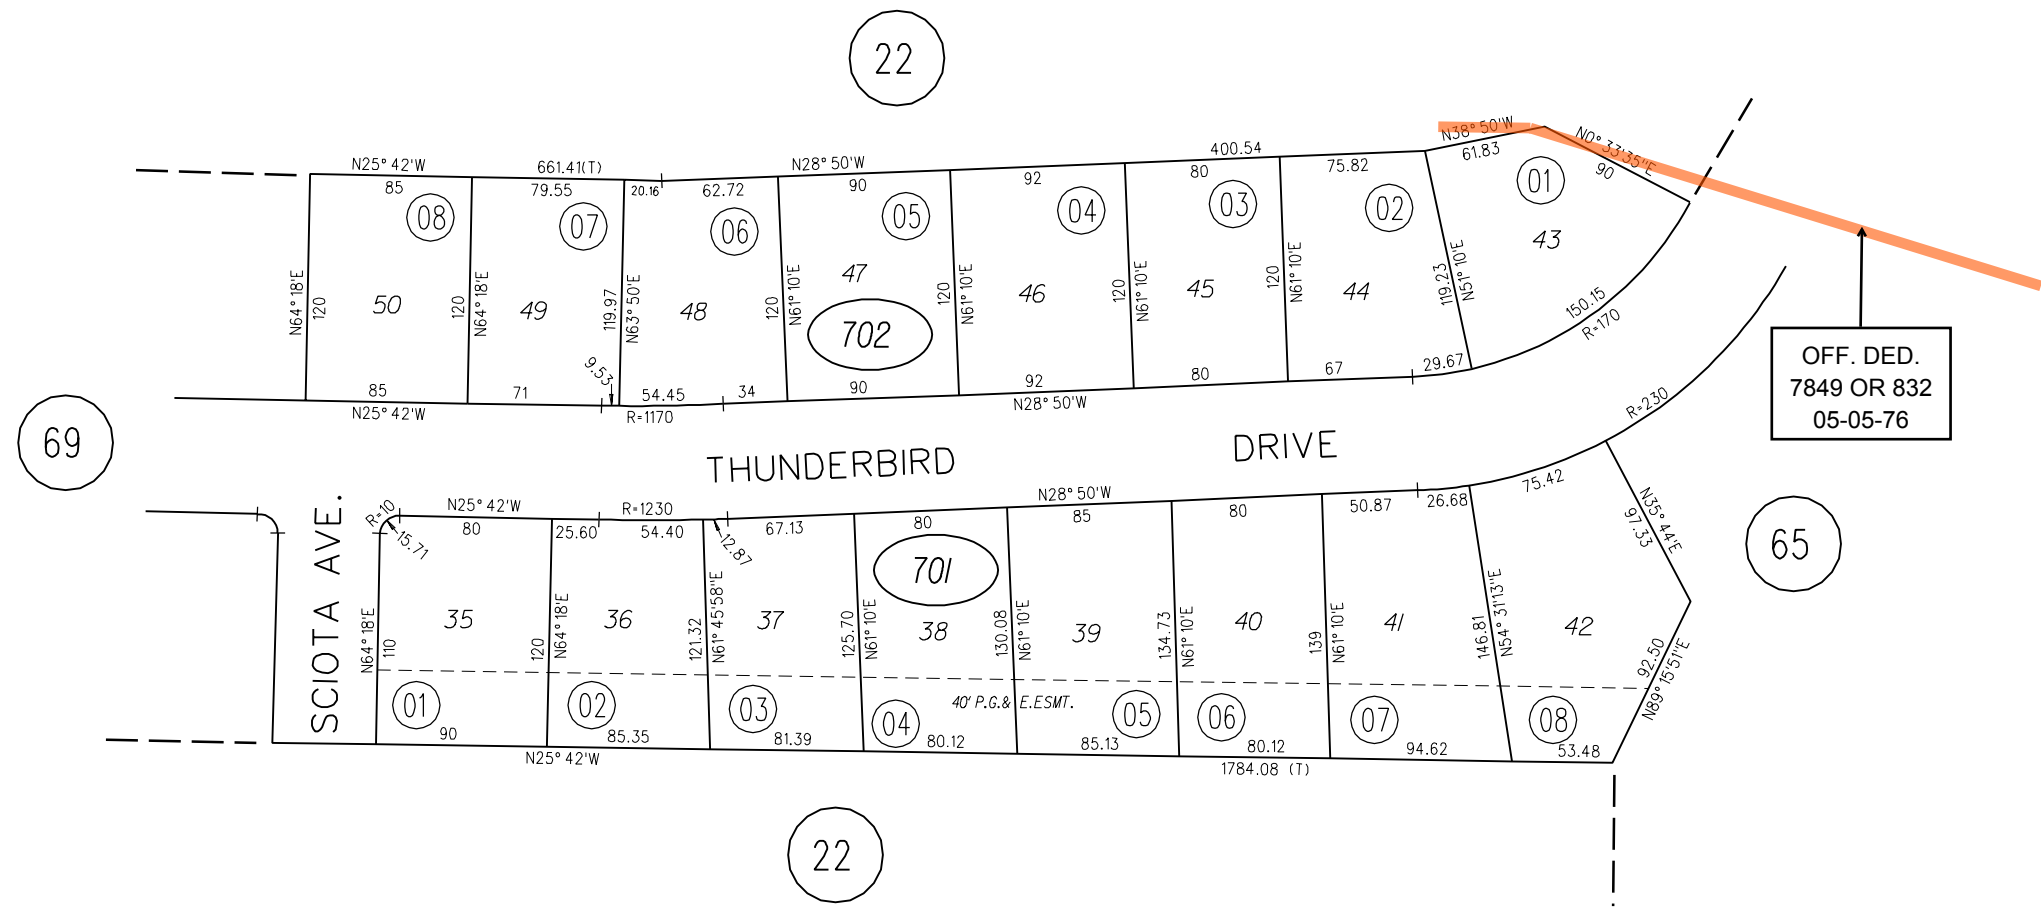 22
N25° 42'W
661.41(T)
N28° 50'W
400.54
N38° 50'W
N0° 33'35"E
85
79.55
20.16
62.72
90
92
80
75.82
61.83
90
08
07
06
05
04
03
02
01
N64° 18'E
120
50
120
N64° 18'E
49
119.97
N63° 50'E
48
120
N61° 10'E
47
702
120
N61° 10'E
46
120
N61° 10'E
45
120
N61° 10'E
44
119.23
N51° 10'E
43
150.15
R=170
85
71
9.53
54.45
34
90
92
80
67
29.67
N25° 42'W
R=1170
N28° 50'W
OFF. DED.
7849 OR 832
05-05-76
69
THUNDERBIRD DRIVE
R=230
SCIOTA AVE.
R=10
15.71
N25° 42'W
R=1230
N28° 50'W
80
25.60
54.40
12.87
67.13
80
85
80
50.87
26.68
75.42
N35° 44'E
97.33
65
701
N64° 18'E
110
35
120
N64° 18'E
36
121.32
N61° 45'58"E
37
125.70
N61° 10'E
38
130.08
N61° 10'E
39
134.73
N61° 10'E
40
139
N61° 10'E
41
146.81
N54° 31'13"E
42
92.50
N89° 15'51"E
40' P.G.& E.ESMT.
01
02
03
04
05
06
07
08
90
85.35
81.39
80.12
85.13
80.12
94.62
53.48
N25° 42'W
1784.08 (T)
22